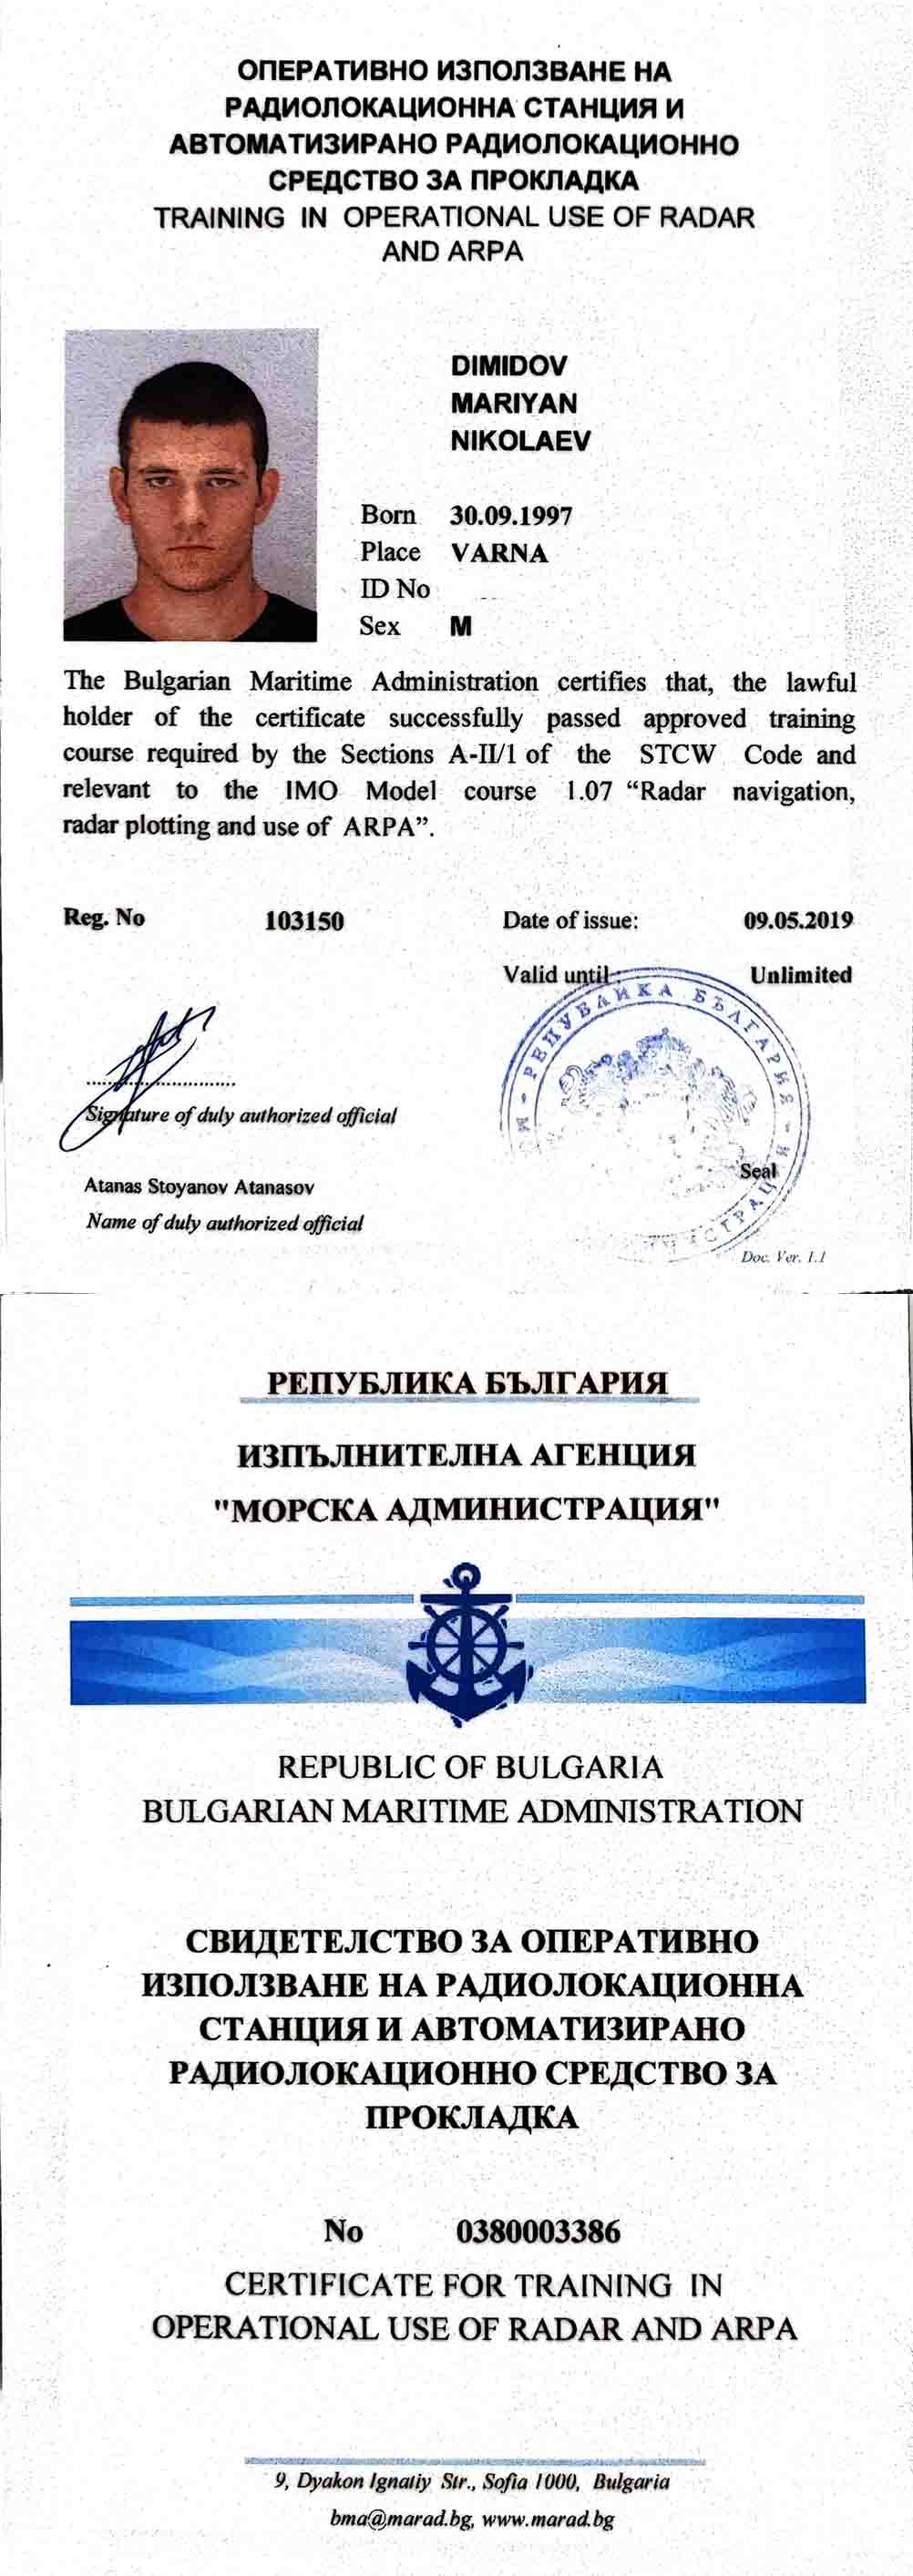 ОПЕРАТИВНО ИЗПОЛЗВАНЕ НА
РАДИОЛОКАЦИОННА СТАНЦИЯ И
АВТОМАТИЗИРАНО РАДИОЛОКАЦИОННО
СРЕДСТВО ЗА ПРОКЛАДКА
TRAINING IN OPERATIONAL USE OF RADAR
AND ARPA
DIMIDOV
MARIYAN
NIKOLAEV
Born 30.09.1997
Place VARNA
ID No
Sex M
The Bulgarian Maritime Administration certifies that, the lawful
holder of the certificate successfully passed approved training
course required by the Sections A-II/1 of the STCW Code and
relevant to the IMO Model course 1.07 “Radar navigation,
radar plotting and use of ARPA”.
Reg. No 103150 Date of issue: 09.05.2019
Valid until: Unlimited
РЕПУБЛИКА БЪЛГАРИЯ
Signature of duly authorized official
Seal
Atanas Stoyanov Atanasov
Name of duly authorized official
Doc. Ver. 1.1
РЕПУБЛИКА БЪЛГАРИЯ
ИЗПЪЛНИТЕЛНА АГЕНЦИЯ
"МОРСКА АДМИНИСТРАЦИЯ"
REPUBLIC OF BULGARIA
BULGARIAN MARITIME ADMINISTRATION
СВИДЕТЕЛСТВО ЗА ОПЕРАТИВНО
ИЗПОЛЗВАНЕ НА РАДИОЛОКАЦИОННА
СТАНЦИЯ И АВТОМАТИЗИРАНО
РАДИОЛОКАЦИОННО СРЕДСТВО ЗА
ПРОКЛАДКА
No 0380003386
CERTIFICATE FOR TRAINING IN
OPERATIONAL USE OF RADAR AND ARPA
9, Dyakon Ignatiy Str., Sofia 1000, Bulgaria
bma@marad.bg, www.marad.bg